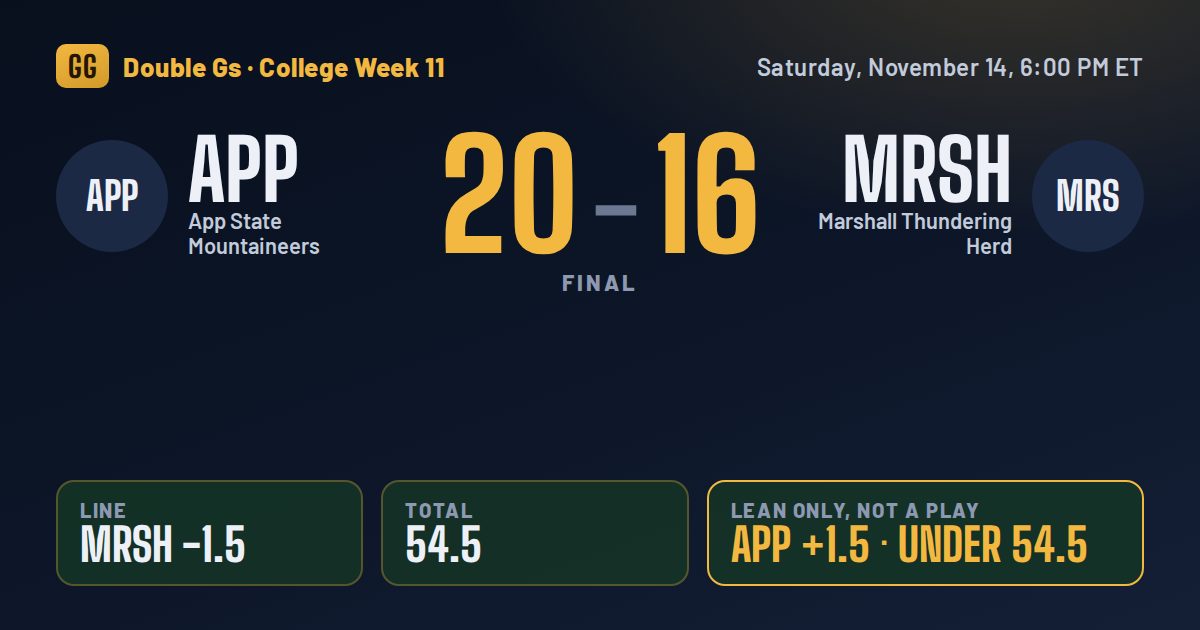 GG
Double Gs · College Week 11
Saturday, November 14, 6:00 PM ET
APP
APP
App State
Mountaineers
20 – 16
FINAL
MRSH
Marshall Thundering
Herd
MRS
LINE
MRSH −1.5
TOTAL
54.5
LEAN ONLY, NOT A PLAY
APP +1.5 · UNDER 54.5